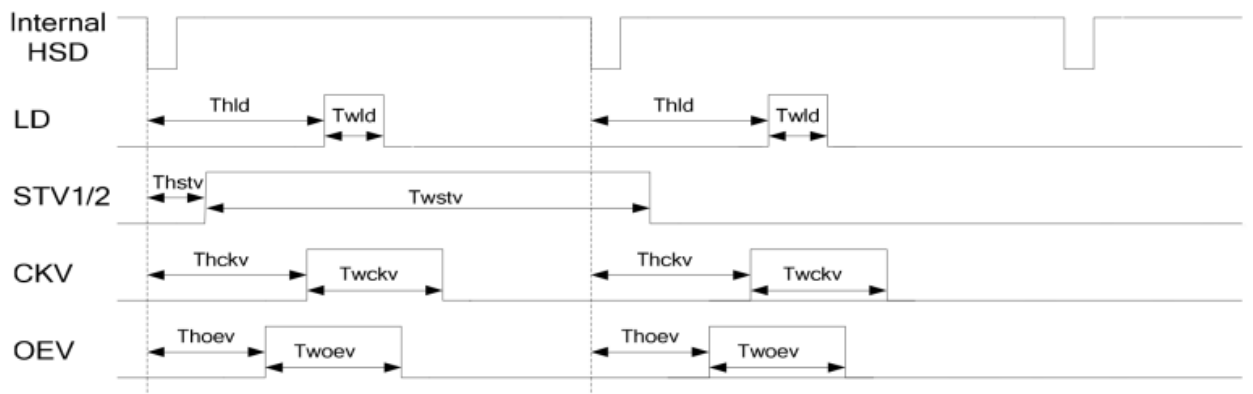 Internal
HSD
LD
Thld
Twld
Thld
Twld
STV1/2
Thstv
Twstv
CKV
Thckv
Twckv
Thckv
Twckv
OEV
Thoev
Twoev
Thoev
Twoev